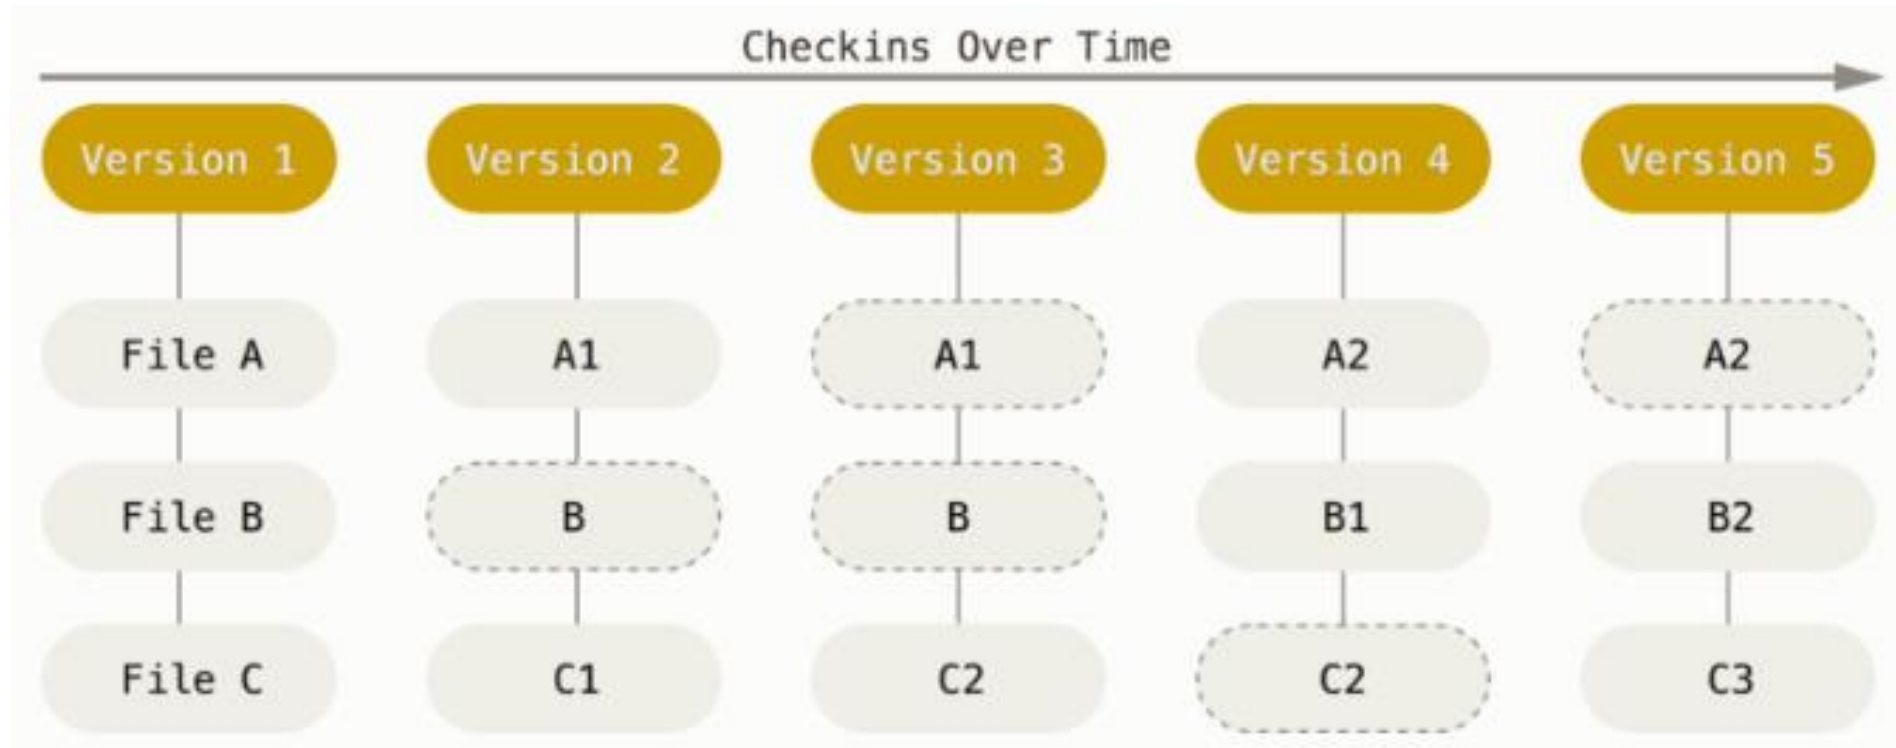 Checkins Over Time
Version 1 Version 2 Version 3 Version 4 Version 5
File A A1 A1 A2 A2
File B B B B1 B2
File C C1 C2 C2 C3